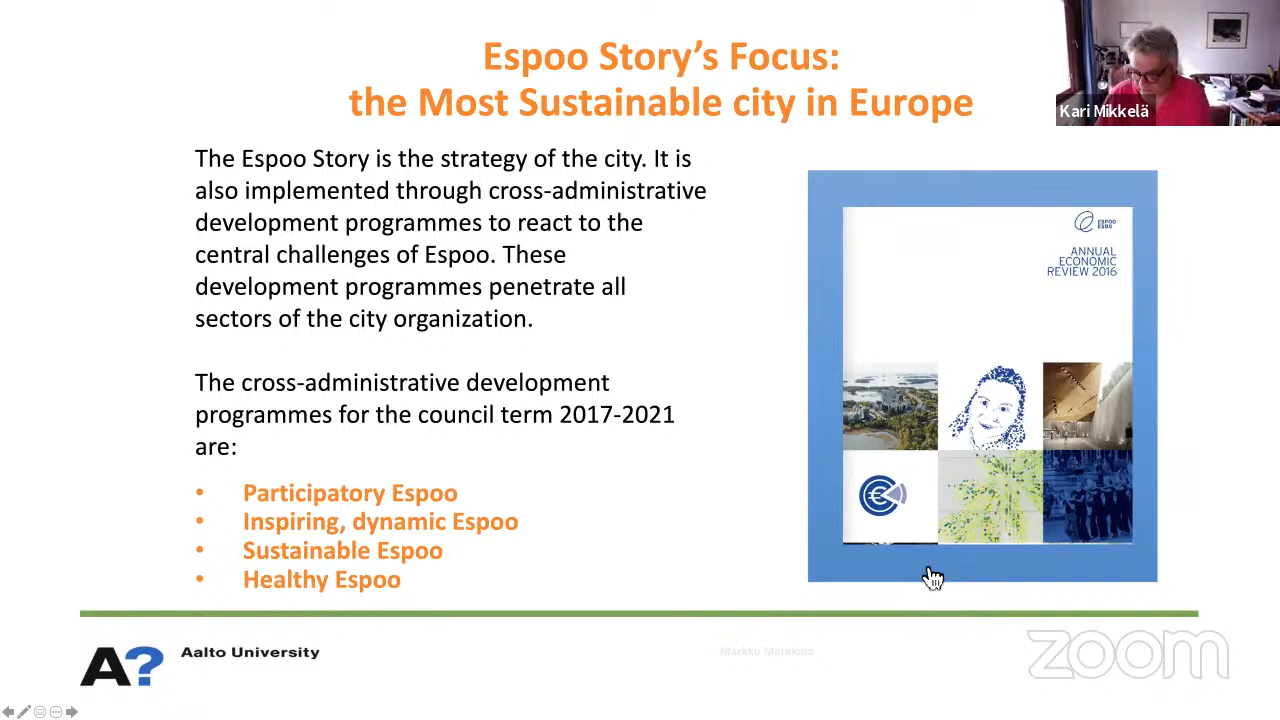 Espoo Story’s Focus:
the Most Sustainable city in Europe
Kari Mikkelä
The Espoo Story is the strategy of the city. It is
also implemented through cross-administrative
development programmes to react to the
central challenges of Espoo. These
development programmes penetrate all
sectors of the city organization.
The cross-administrative development
programmes for the council term 2017-2021
are:
• Participatory Espoo
• Inspiring, dynamic Espoo
• Sustainable Espoo
• Healthy Espoo
ESPOO
ESBO
ANNUAL
ECONOMIC
REVIEW 2016
€
A?
Aalto University
Markku Markkula
zoom